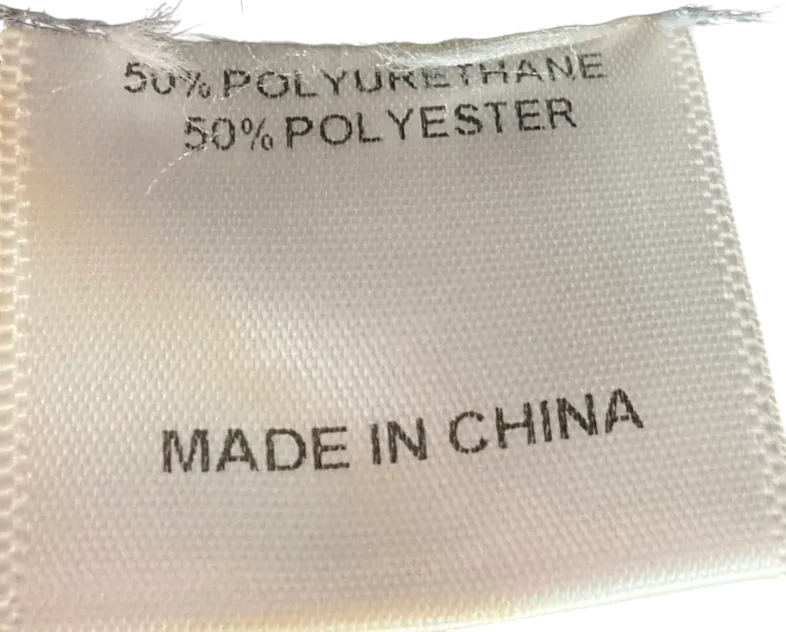 50% POLYURETHANE
50% POLYESTER
MADE IN CHINA